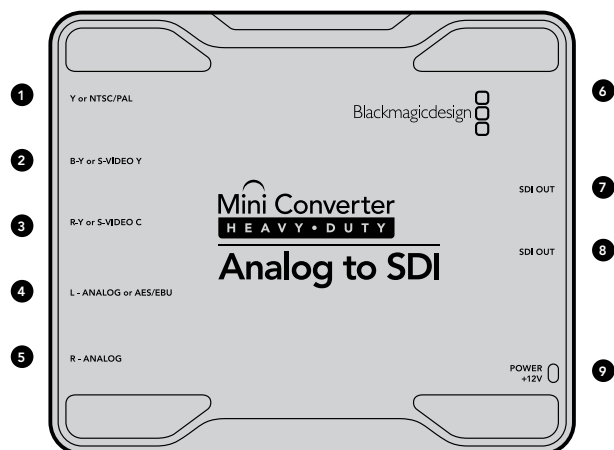 1
Y or NTSC/PAL
2
B-Y or S-VIDEO Y
3
R-Y or S-VIDEO C
4
L - ANALOG or AES/EBU
5
R - ANALOG
Blackmagicdesign
Mini Converter
HEAVY • DUTY
Analog to SDI
6
SDI OUT
7
SDI OUT
8
POWER
+12V
9